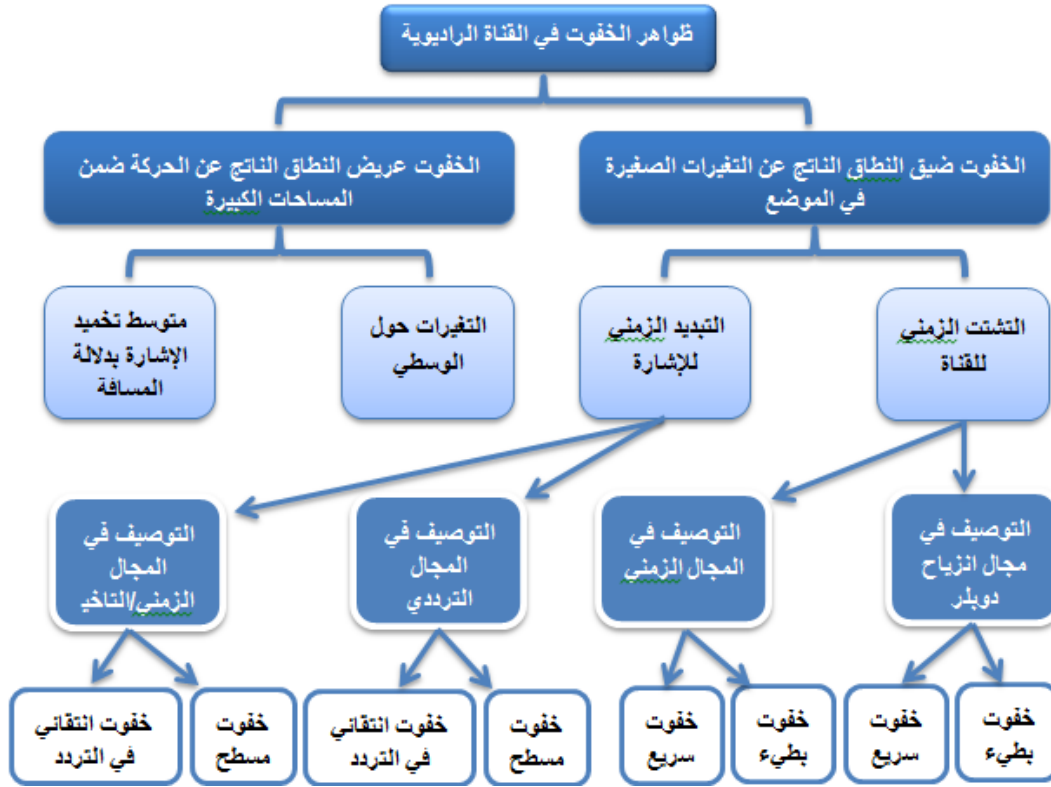 ظواهر الخفوت في القناة الراديوية
الخفوت ضيق النطاق الناتج عن التغيرات الصغيرة
في الموضع
الخفوت عريض النطاق الناتج عن الحركة ضمن
المساحات الكبيرة
التشتت الزمني
للقناة
التبديد الزمني
للإشارة
التغيرات حول
الوسطي
متوسط تخميد
الإشارة بدلالة
المسافة
التوصيف في
مجال انزياح
دوبلر
التوصيف في
المجال الزمني
التوصيف في
المجال
الترددي
التوصيف في
المجال
الزمني/التاخي
خفوت
بطيء
خفوت
سريع
خفوت
بطيء
خفوت
سريع
خفوت
مسطح
خفوت انتقائي
في التردد
خفوت
مسطح
خفوت انتقائي
في التردد